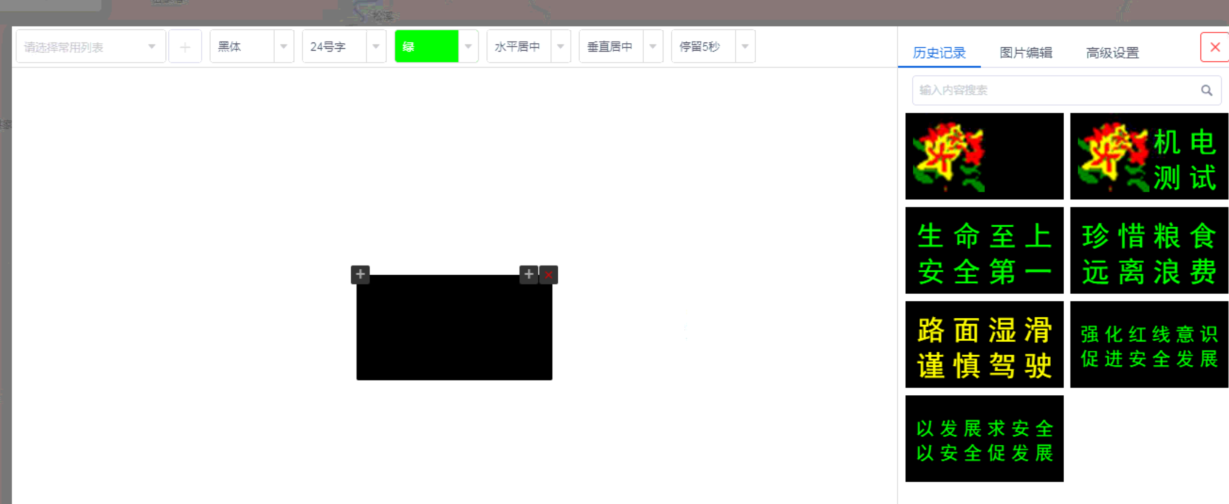 请选择常用列表
黑体
24号字
绿
水平居中
垂直居中
停留5秒
历史记录
图片编辑
高级设置
输入内容搜索
机电
测试
生命至上
安全第一
珍惜粮食
远离浪费
路面湿滑
谨慎驾驶
强化红线意识
促进安全发展
以发展求安全
以安全促发展